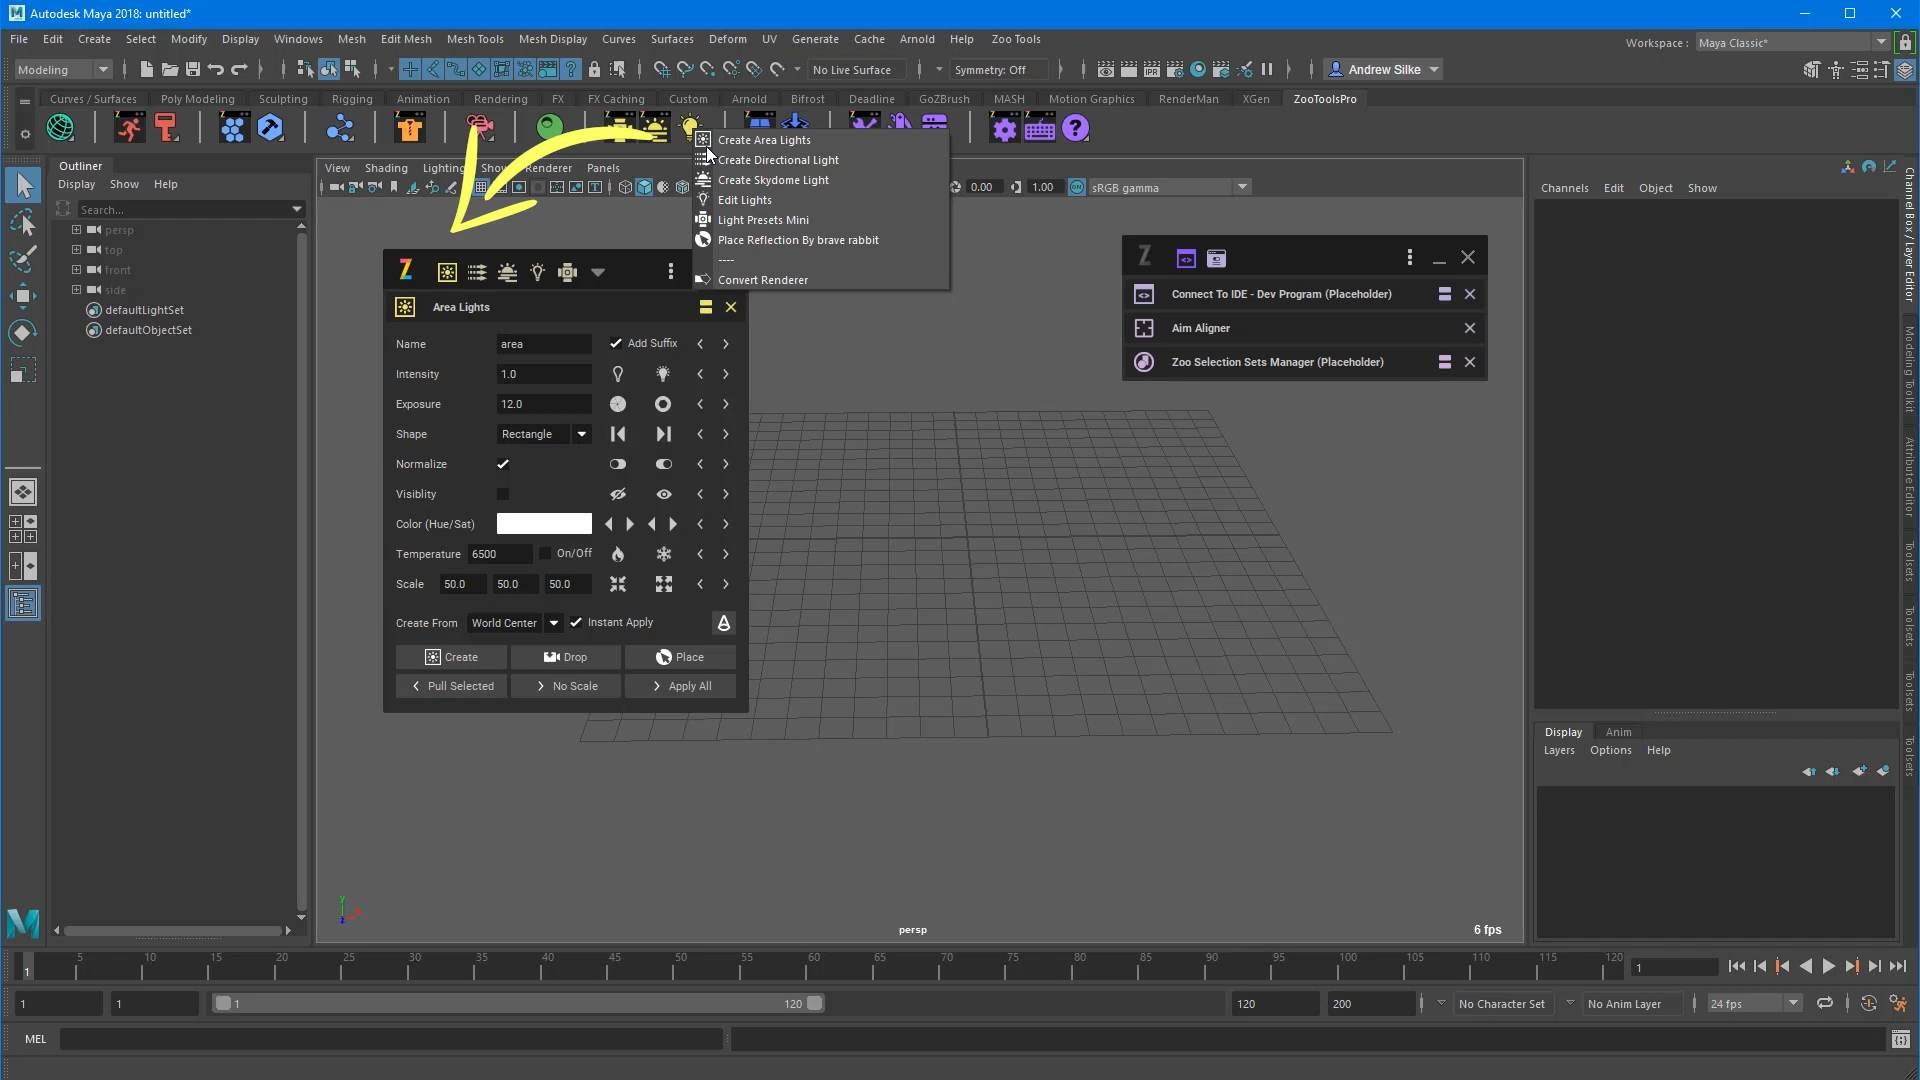 Autodesk Maya 2018: untitled*
File Edit Create Select Modify Display Windows Mesh Edit Mesh Mesh Tools Mesh Display Curves Surfaces Deform UV Generate Cache Arnold Help Zoo Tools
Workspace : Maya Classic*
Modeling No Live Surface Symmetry: Off IPR Andrew Silke
Curves / Surfaces Poly Modeling Sculpting Rigging Animation Rendering FX FX Caching Custom Arnold Bifrost Deadline GoZBrush MASH Motion Graphics RenderMan XGen ZooToolsPro
Outliner
Display Show Help
Search...
persp
top
front
side
defaultLightSet
defaultObjectSet
View Shading Lighting Show Renderer Panels
0.00 1.00 ON sRGB gamma
Create Area Lights
Create Directional Light
Create Skydome Light
Edit Lights
Light Presets Mini
Place Reflection By brave rabbit
----
Convert Renderer
Z
Area Lights
Name area Add Suffix
Intensity 1.0
Exposure 12.0
Shape Rectangle
Normalize
Visiblity
Color (Hue/Sat)
Temperature 6500 On/Off
Scale 50.0 50.0 50.0
Create From World Center Instant Apply
Create Drop Place
Pull Selected No Scale Apply All
Z
Connect To IDE - Dev Program (Placeholder)
Aim Aligner
Zoo Selection Sets Manager (Placeholder)
persp
6 fps
Channels Edit Object Show
Channel Box / Layer Editor
Modeling Toolkit
Attribute Editor
Toolsets
Toolsets
Toolsets
Toolsets
Display Anim
Layers Options Help
5 10 15 20 25 30 35 40 45 50 55 60 65 70 75 80 85 90 95 100 105 110 115 120
1 1
1 1 1 120 120 200 No Character Set No Anim Layer 24 fps
MEL